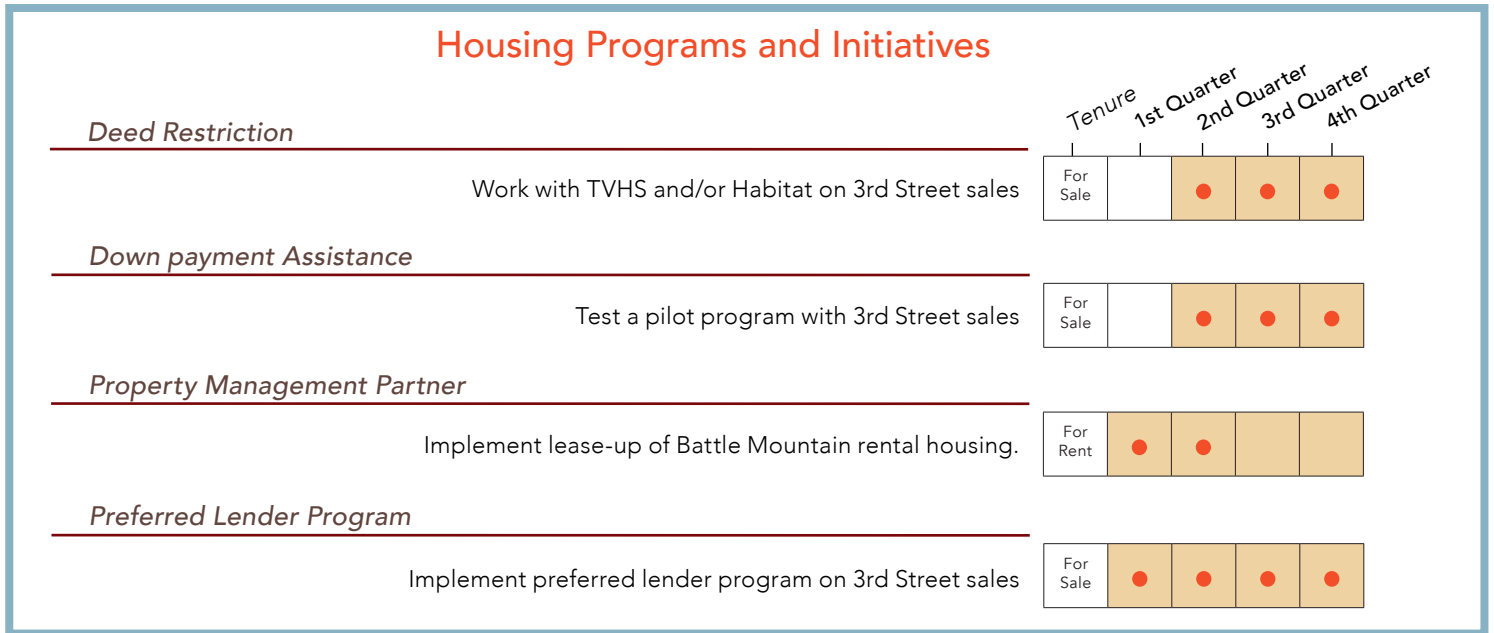 Housing Programs and Initiatives
Tenure
1st Quarter
2nd Quarter
3rd Quarter
4th Quarter
Deed Restriction
Work with TVHS and/or Habitat on 3rd Street sales
For
Sale
Down payment Assistance
Test a pilot program with 3rd Street sales
For
Sale
Property Management Partner
Implement lease-up of Battle Mountain rental housing.
For
Rent
Preferred Lender Program
Implement preferred lender program on 3rd Street sales
For
Sale